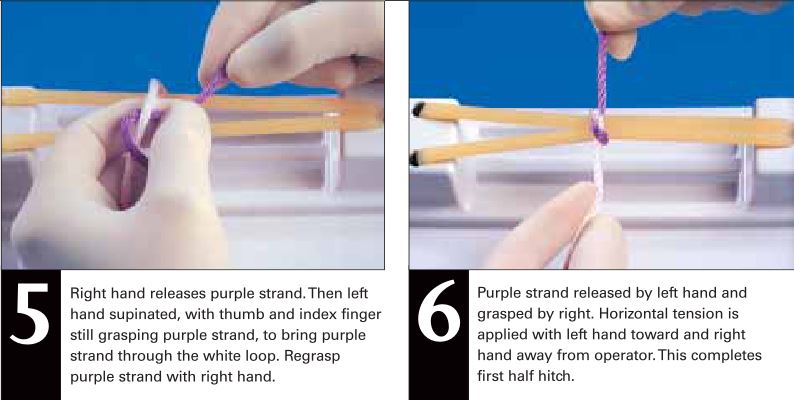 5
Right hand releases purple strand. Then left
hand supinated, with thumb and index finger
still grasping purple strand, to bring purple
strand through the white loop. Regrasp
purple strand with right hand.
6
Purple strand released by left hand and
grasped by right. Horizontal tension is
applied with left hand toward and right
hand away from operator. This completes
first half hitch.